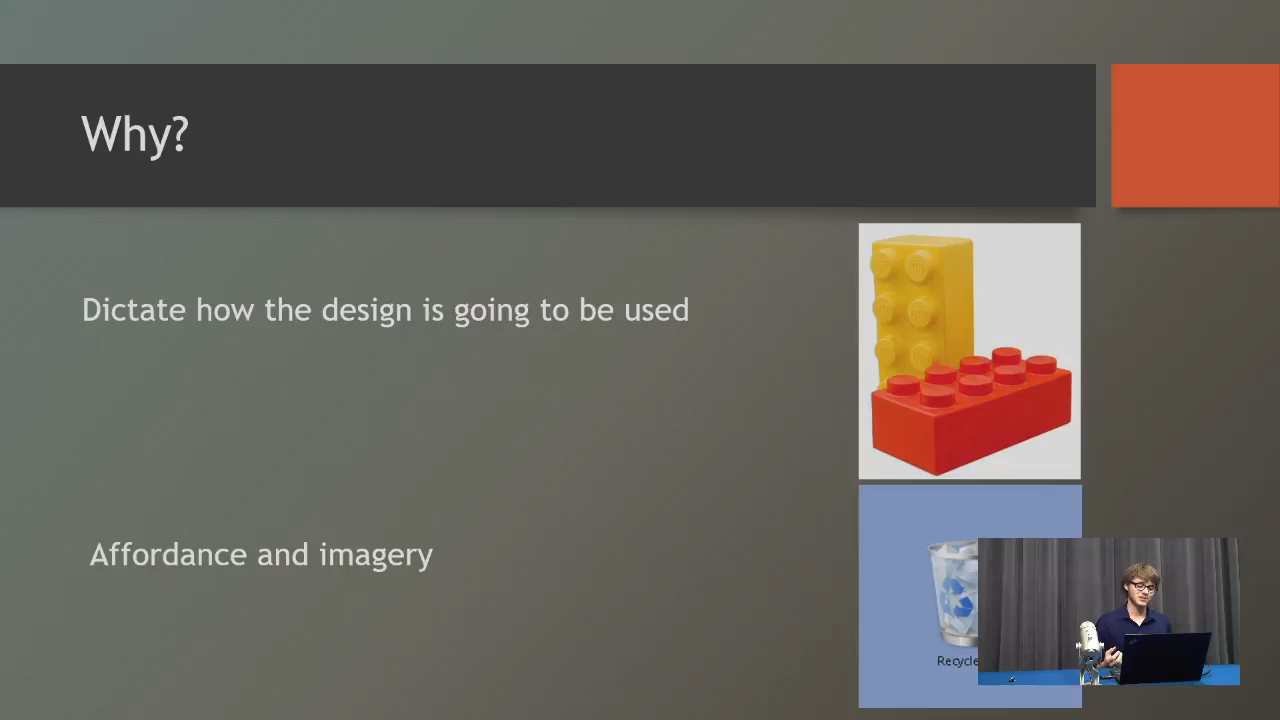 Why?
Dictate how the design is going to be used
Affordance and imagery
Recycle